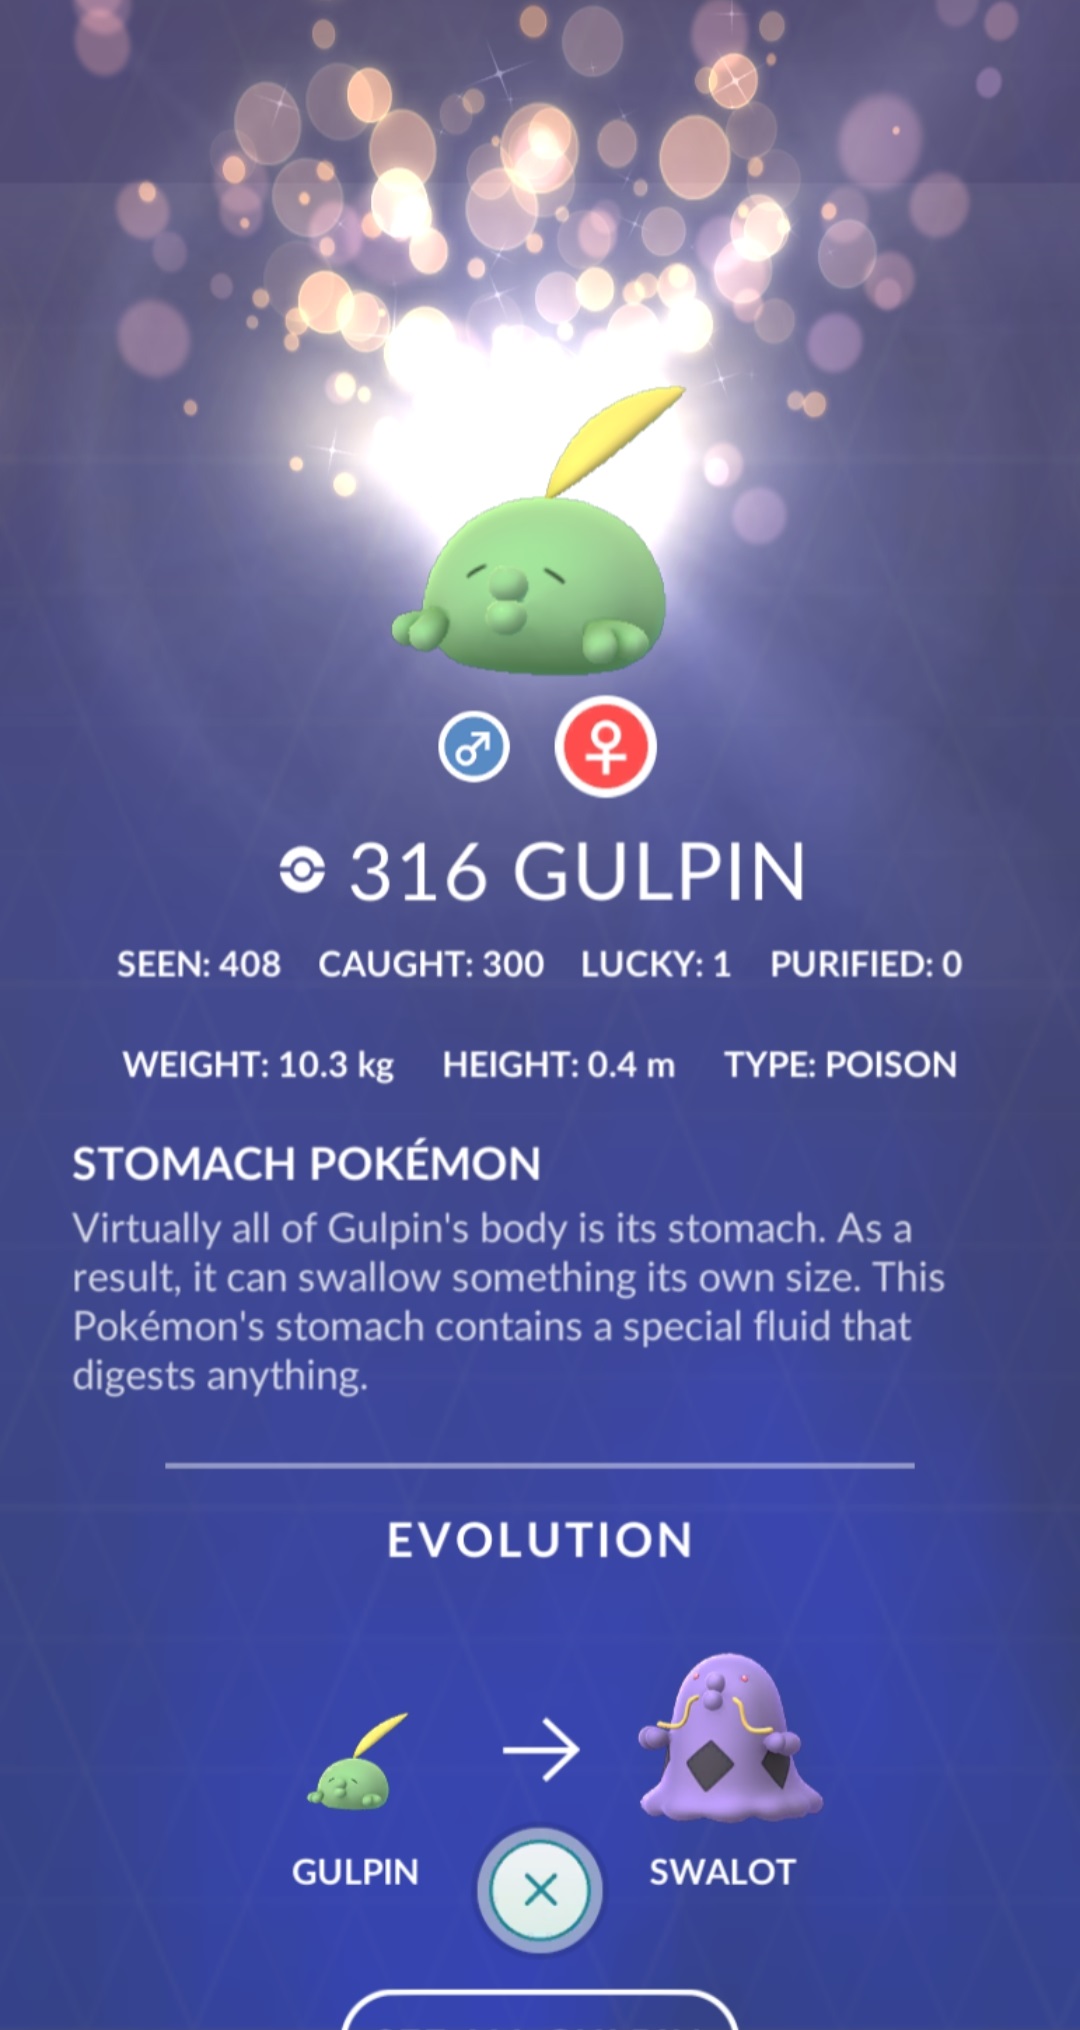 316 GULPIN
SEEN: 408 CAUGHT: 300 LUCKY: 1 PURIFIED: 0
WEIGHT: 10.3 kg HEIGHT: 0.4 m TYPE: POISON
STOMACH POKÉMON
Virtually all of Gulpin's body is its stomach. As a
result, it can swallow something its own size. This
Pokémon's stomach contains a special fluid that
digests anything.
EVOLUTION
GULPIN SWALOT